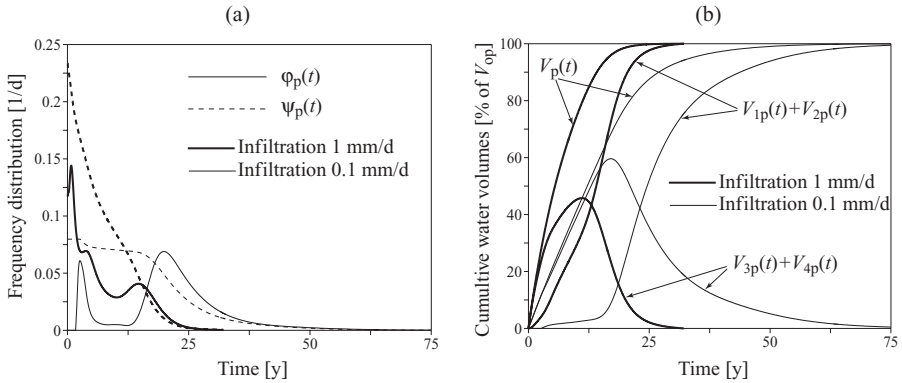 (a)
0.25
0.2
0.15
0.1
0.05
0
Frequency distribution [1/d]
φp(t)
ψp(t)
Infiltration 1 mm/d
Infiltration 0.1 mm/d
0 25 50 75
Time [y]
(b)
100
80
60
40
20
0
Cumultive water volumes [% of Vop]
Vp(t)
V1p(t)+V2p(t)
Infiltration 1 mm/d
Infiltration 0.1 mm/d
V3p(t)+V4p(t)
0 25 50 75
Time [y]